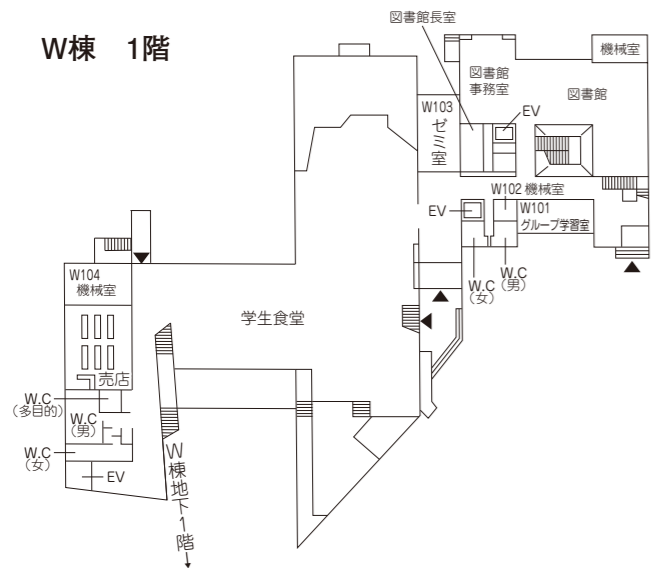 W棟 1階
図書館長室
機械室
図書館
事務室
図書館
EV
W103
ゼミ室
W102 機械室
EV
W101
グループ学習室
W.C
(女)
W.C
(男)
W104
機械室
学生食堂
売店
W.C
(多目的)
W.C
(男)
W.C
(女)
EV
W棟地下1階